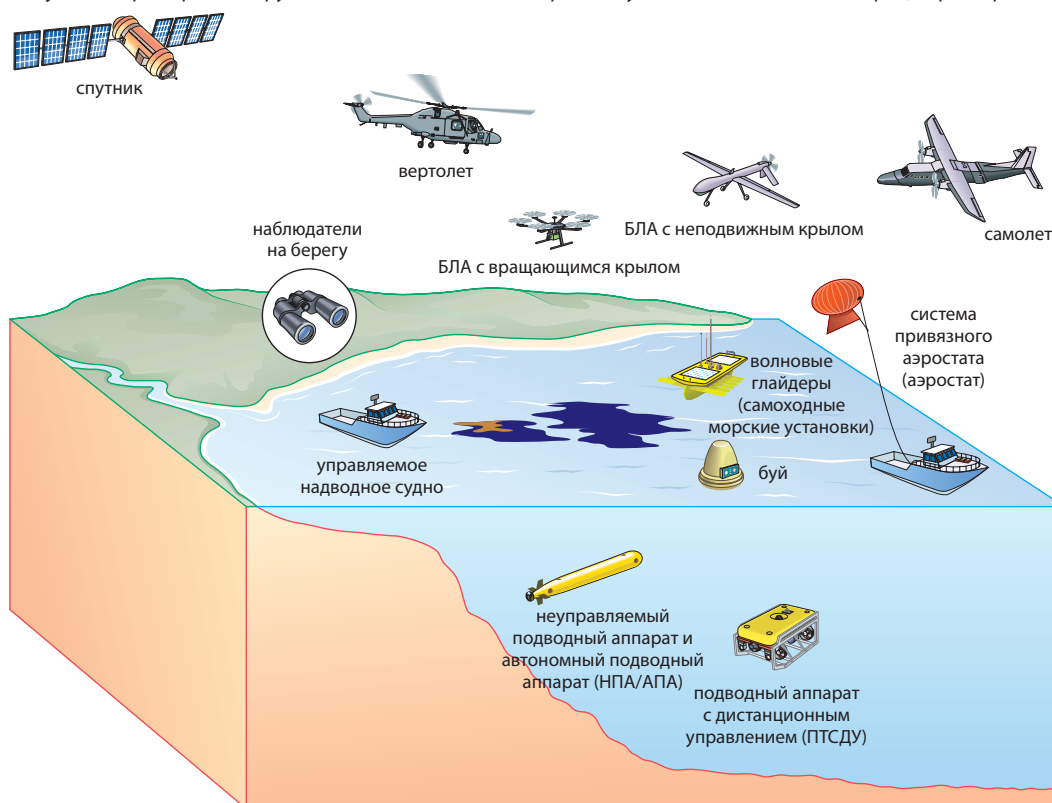 спутник
вертолет
наблюдатели
на берегу
БЛА с вращающимся крылом
БЛА с неподвижным крылом
самолет
система
привязного
аэростата
(аэростат)
волновые
глайдеры
(самоходные
морские установки)
управляемое
надводное судно
буй
неуправляемый
подводный аппарат и
автономный подводный
аппарат (НПА/АПА)
подводный аппарат
с дистанционным
управлением (ПТСДУ)